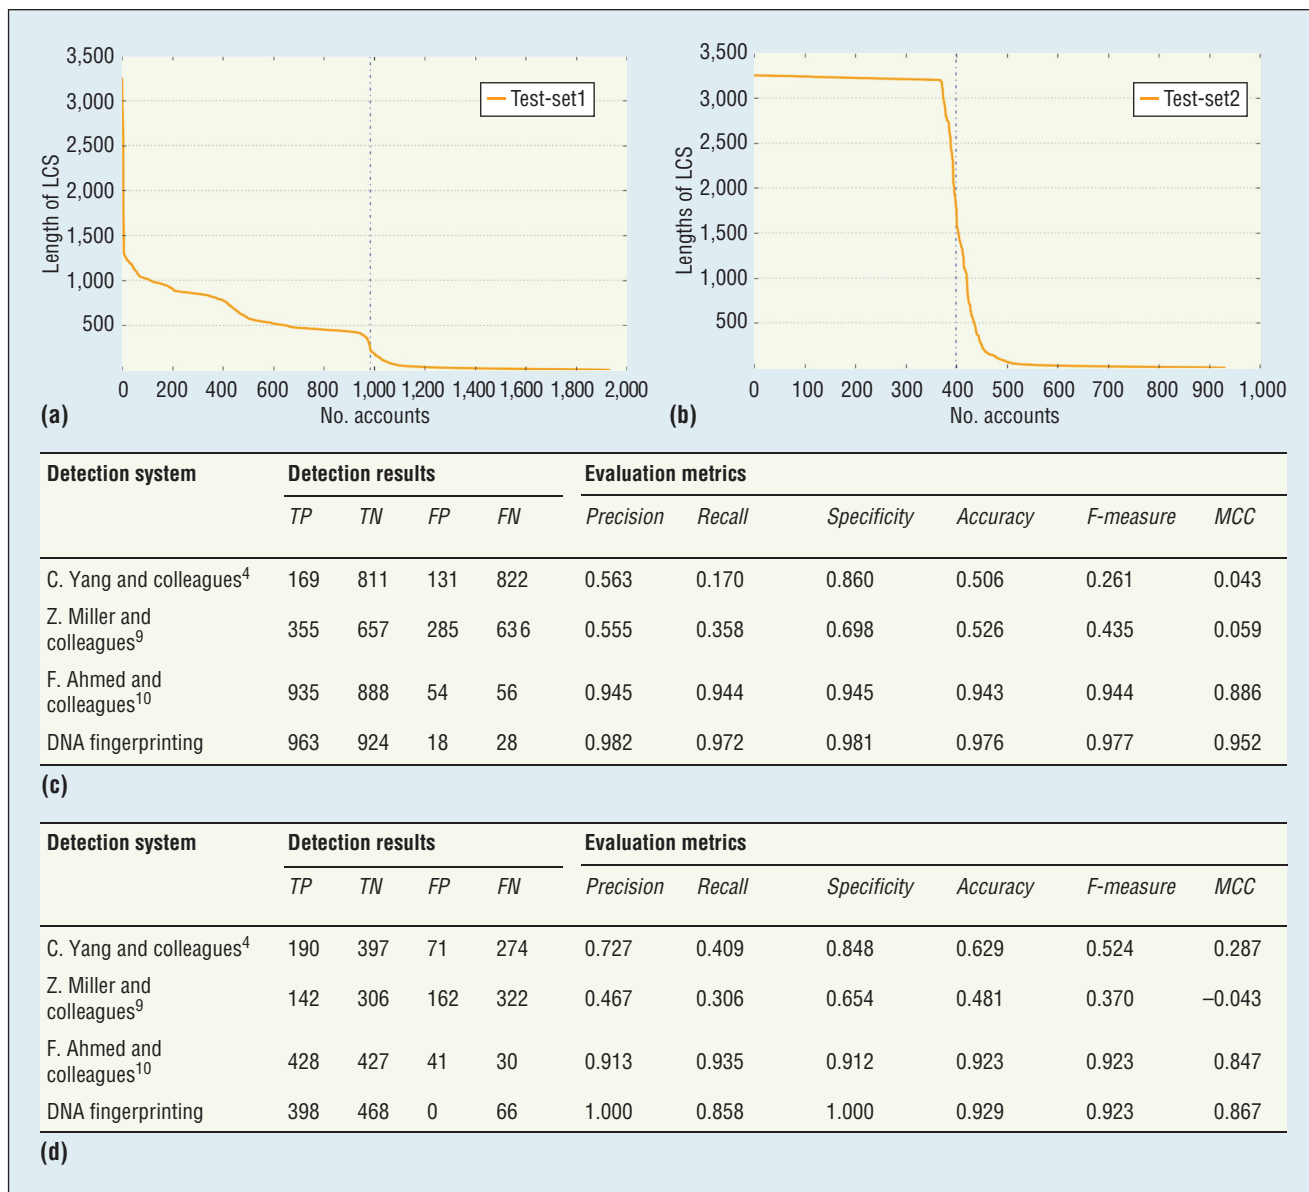 3,500
3,000
2,500
2,000
1,500
1,000
500
Length of LCS
Test-set1
0 200 400 600 800 1,000 1,200 1,400 1,600 1,800 2,000
No. accounts
(a)
3,500
3,000
2,500
2,000
1,500
1,000
500
Lengths of LCS
Test-set2
0 100 200 300 400 500 600 700 800 900 1,000
No. accounts
(b)
Detection system Detection results Evaluation metrics
TP TN FP FN Precision Recall Specificity Accuracy F-measure MCC
C. Yang and colleagues4 169 811 131 822 0.563 0.170 0.860 0.506 0.261 0.043
Z. Miller and
colleagues9 355 657 285 636 0.555 0.358 0.698 0.526 0.435 0.059
F. Ahmed and
colleagues10 935 888 54 56 0.945 0.944 0.945 0.943 0.944 0.886
DNA fingerprinting 963 924 18 28 0.982 0.972 0.981 0.976 0.977 0.952
(c)
Detection system Detection results Evaluation metrics
TP TN FP FN Precision Recall Specificity Accuracy F-measure MCC
C. Yang and colleagues4 190 397 71 274 0.727 0.409 0.848 0.629 0.524 0.287
Z. Miller and
colleagues9 142 306 162 322 0.467 0.306 0.654 0.481 0.370 –0.043
F. Ahmed and
colleagues10 428 427 41 30 0.913 0.935 0.912 0.923 0.923 0.847
DNA fingerprinting 398 468 0 66 1.000 0.858 1.000 0.929 0.923 0.867
(d)